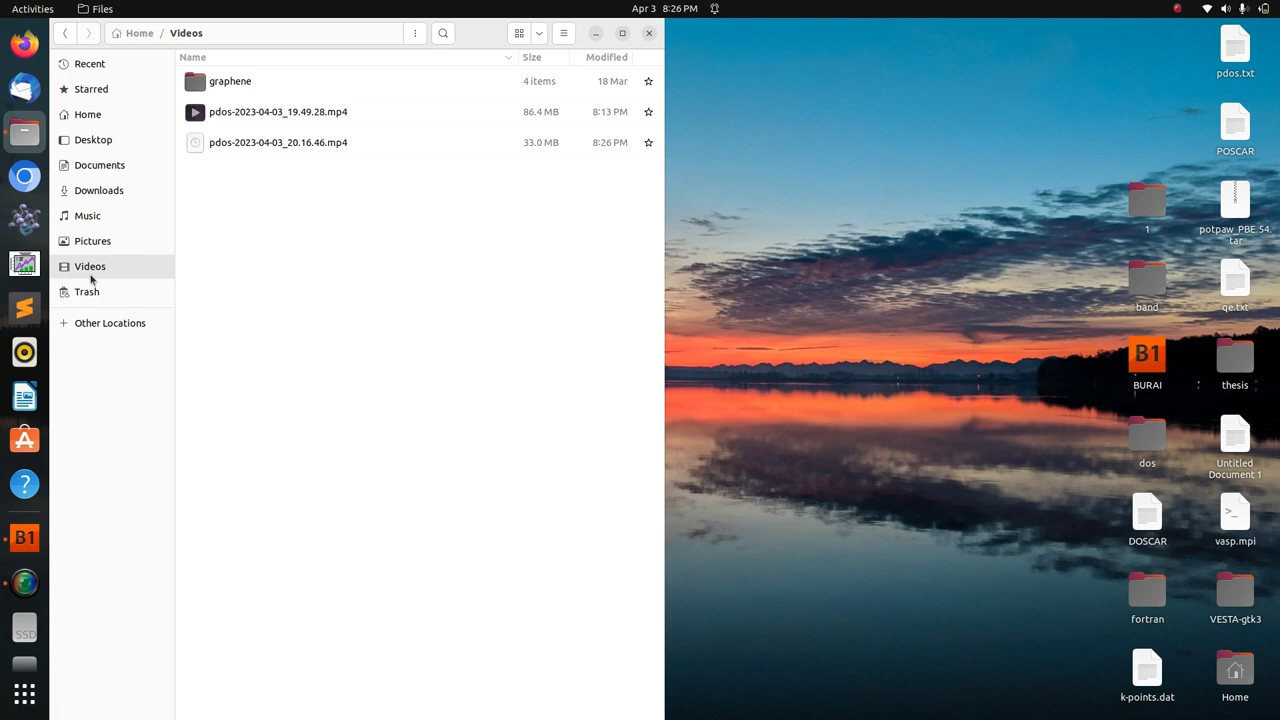 Activities
Files
Apr 3 8:26 PM
Home / Videos
Name
Size
Modified
Recent
Starred
Home
Desktop
Documents
Downloads
Music
Pictures
Videos
Trash
Other Locations
graphene
4 items
18 Mar
pdos-2023-04-03_19.49.28.mp4
86.4 MB
8:13 PM
pdos-2023-04-03_20.16.46.mp4
33.0 MB
8:26 PM
B1
SSD
pdos.txt
POSCAR
1
potpaw_PBE.54.
tar
band
qe.txt
B1
BURAI
thesis
dos
Untitled
Document 1
DOSCAR
>_
vasp.mpi
fortran
VESTA-gtk3
k-points.dat
Home